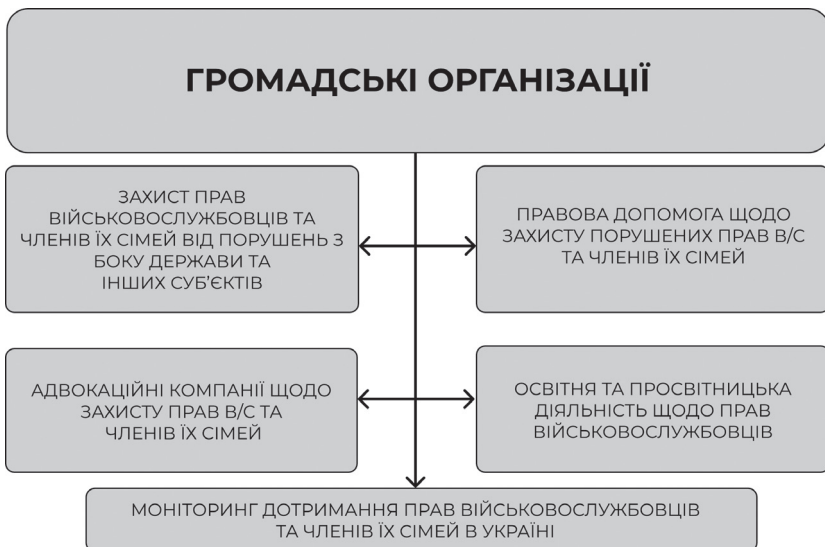 ГРОМАДСЬКІ ОРГАНІЗАЦІЇ
ЗАХИСТ ПРАВ
ВІЙСЬКОВОСЛУЖБОВЦІВ ТА
ЧЛЕНІВ ЇХ СІМЕЙ ВІД ПОРУШЕНЬ З
БОКУ ДЕРЖАВИ ТА
ІНШИХ СУБ’ЄКТІВ
ПРАВОВА ДОПОМОГА ЩОДО
ЗАХИСТУ ПОРУШЕНИХ ПРАВ В/С
ТА ЧЛЕНІВ ЇХ СІМЕЙ
АДВОКАЦІЙНІ КОМПАНІЇ ЩОДО
ЗАХИСТУ ПРАВ В/С ТА
ЧЛЕНІВ ЇХ СІМЕЙ
ОСВІТНЯ ТА ПРОСВІТНИЦЬКА
ДІЯЛЬНІСТЬ ЩОДО ПРАВ
ВІЙСЬКОВОСЛУЖБОВЦІВ
МОНІТОРИНГ ДОТРИМАННЯ ПРАВ ВІЙСЬКОВОСЛУЖБОВЦІВ
ТА ЧЛЕНІВ ЇХ СІМЕЙ В УКРАЇНІ